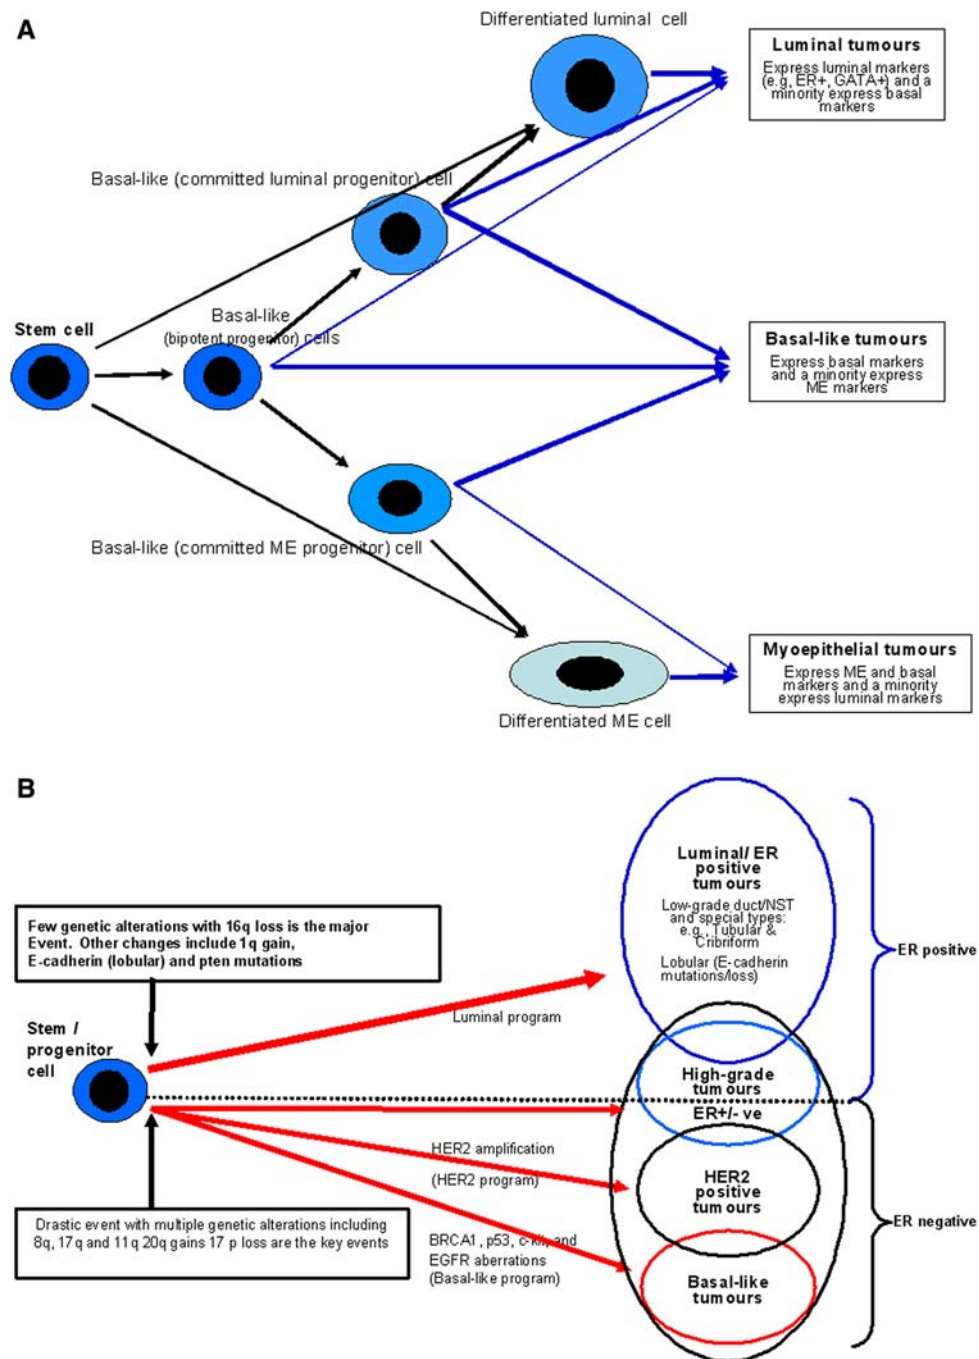 A
Differentiated luminal cell
Luminal tumours
Express luminal markers
(e.g, ER+, GATA+) and a
minority express basal
markers
Basal-like (committed luminal progenitor) cell
Stem cell
Basal-like
(bipotent progenitor) cells
Basal-like tumours
Express basal markers
and a minority express
ME markers
Basal-like (committed ME progenitor) cell
Myoepithelial tumours
Express ME and basal
markers and a minority
express luminal markers
Differentiated ME cell
B
Luminal/ ER
positive
tumours
Low-grade duct/NST
and special types:
e.g., Tubular &
Cribriform
Lobular (E-cadherin
mutations/loss)
ER positive
Few genetic alterations with 16q loss is the major
Event. Other changes include 1q gain,
E-cadherin (lobular) and pten mutations
Luminal program
Stem /
progenitor
cell
High-grade
tumours
ER+/- ve
HER2 amplification
(HER2 program)
HER2
positive
tumours
ER negative
Drastic event with multiple genetic alterations including
8q, 17q and 11q 20q gains 17 p loss are the key events
BRCA1, p53, c-kit, and
EGFR aberrations
(Basal-like program)
Basal-like
tumours